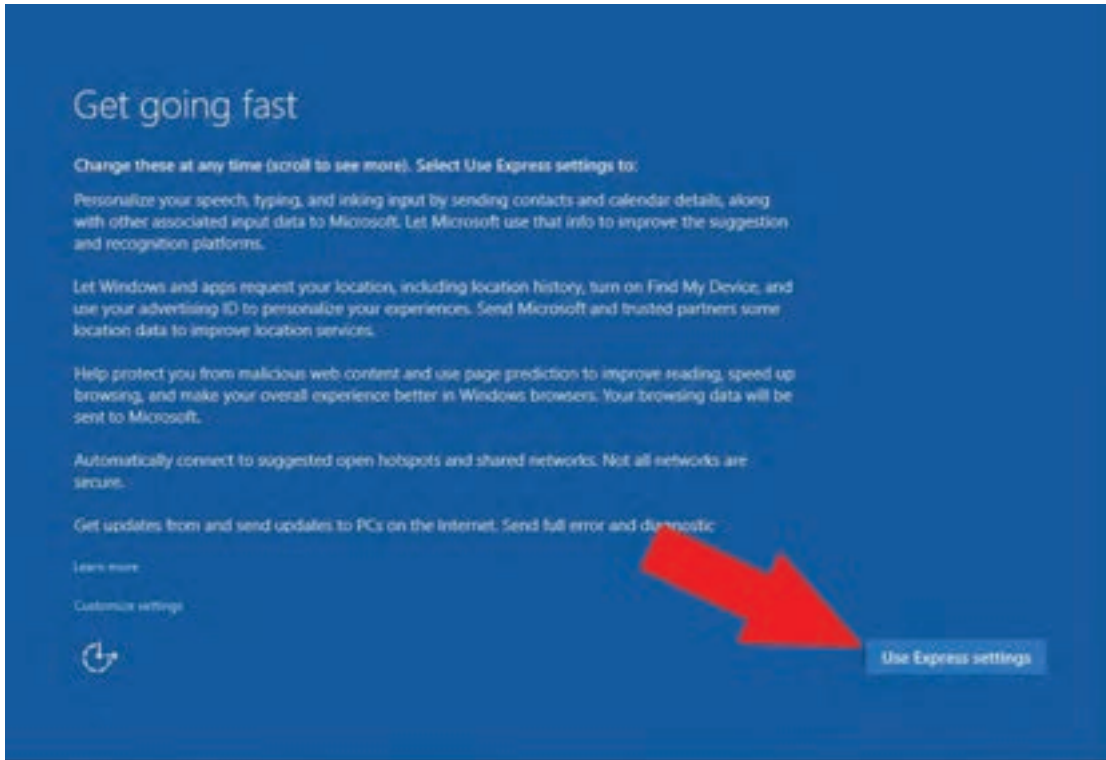 Get going fast
Change these at any time (scroll to see more). Select Use Express settings to:
Personalize your speech, typing, and inking input by sending contacts and calendar details, along
with other associated input data to Microsoft. Let Microsoft use that info to improve the suggestion
and recognition platforms.
Let Windows and apps request your location, including location history, turn on Find My Device, and
use your advertising ID to personalize your experiences. Send Microsoft and trusted partners some
location data to improve location services.
Help protect you from malicious web content and use page prediction to improve reading, speed up
browsing, and make your overall experience better in Windows browsers. Your browsing data will be
sent to Microsoft.
Automatically connect to suggested open hotspots and shared networks. Not all networks are
secure.
Get updates from and send updates to PCs on the Internet. Send full error and diagnostic
Learn more
Customize settings
Use Express settings